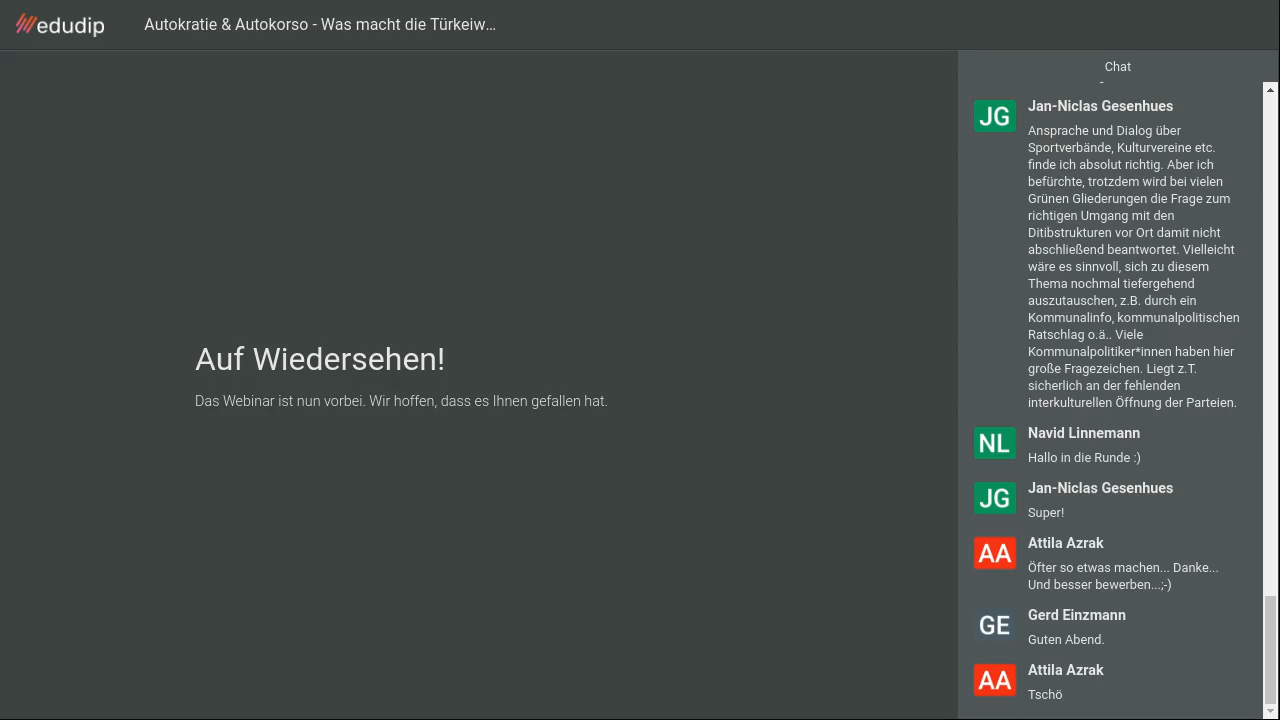 edudip
Autokratie & Autokorso - Was macht die Türkeiw…
Auf Wiedersehen!
Das Webinar ist nun vorbei. Wir hoffen, dass es Ihnen gefallen hat.
Chat
JG
Jan-Niclas Gesenhues
Ansprache und Dialog über
Sportverbände, Kulturvereine etc.
finde ich absolut richtig. Aber ich
befürchte, trotzdem wird bei vielen
Grünen Gliederungen die Frage zum
richtigen Umgang mit den
Ditibstrukturen vor Ort damit nicht
abschließend beantwortet. Vielleicht
wäre es sinnvoll, sich zu diesem
Thema nochmal tiefergehend
auszutauschen, z.B. durch ein
Kommunalinfo, kommunalpolitischen
Ratschlag o.ä.. Viele
Kommunalpolitiker*innen haben hier
große Fragezeichen. Liegt z.T.
sicherlich an der fehlenden
interkulturellen Öffnung der Parteien.
NL
Navid Linnemann
Hallo in die Runde :)
JG
Jan-Niclas Gesenhues
Super!
AA
Attila Azrak
Öfter so etwas machen... Danke...
Und besser bewerben...;-)
GE
Gerd Einzmann
Guten Abend.
AA
Attila Azrak
Tschö